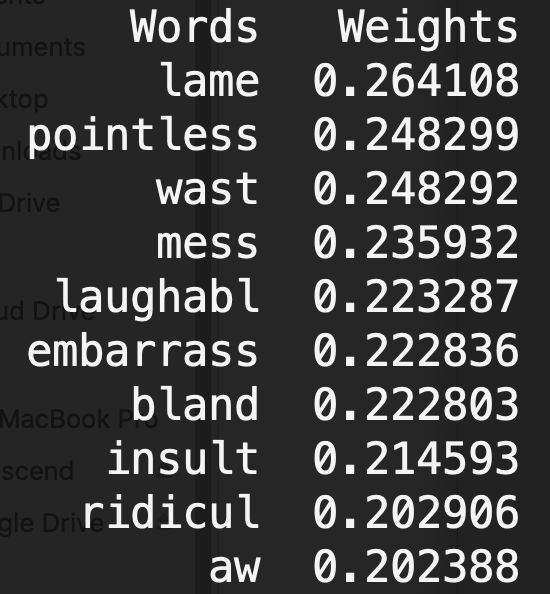 Words Weights
lame 0.264108
pointless 0.248299
wast 0.248292
mess 0.235932
laughabl 0.223287
embarrass 0.222836
bland 0.222803
insult 0.214593
ridicul 0.202906
aw 0.202388
uments
ktop
nloads
Drive
ud Drive
MacBook Pro
scend
gle Drive